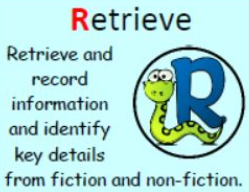 Retrieve
Retrieve and
record
information
and identify
key details
from fiction and non-fiction.
R